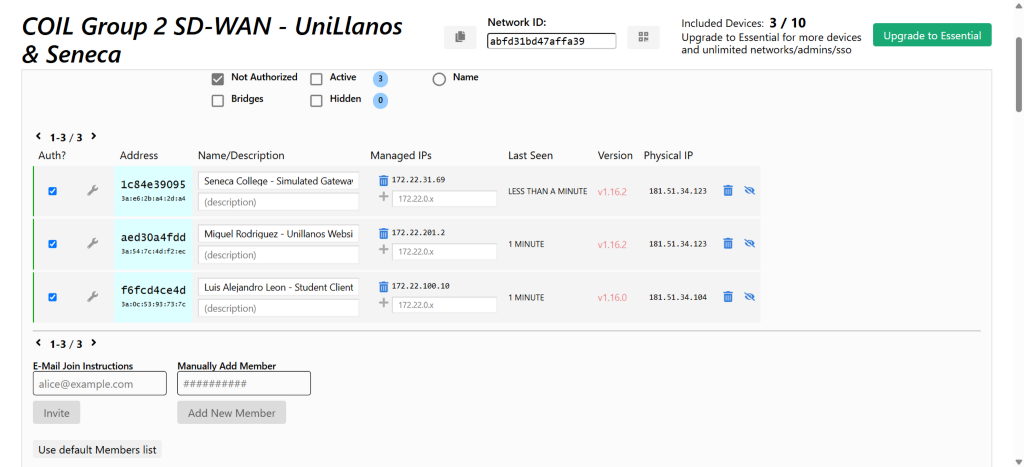 COIL Group 2 SD-WAN - UniLlanos
& Seneca
Network ID:
abfd31bd47affa39
Included Devices: 3 / 10
Upgrade to Essential for more devices
and unlimited networks/admins/sso
Upgrade to Essential
Not Authorized
Active
3
Name
Bridges
Hidden
0
1-3 / 3
Auth? Address Name/Description Managed IPs Last Seen Version Physical IP
1c84e39095
3a:e6:2b:a4:2d:a4
Seneca College - Simulated Gateway
(description)
172.22.31.69
172.22.0.x
LESS THAN A MINUTE
v1.16.2
181.51.34.123
aed30a4fdd
3a:54:7c:4d:f2:ec
Miguel Rodriguez - Unillanos Websi
(description)
172.22.201.2
172.22.0.x
1 MINUTE
v1.16.2
181.51.34.123
f6fcd4ce4d
3a:0c:53:93:73:7c
Luis Alejandro Leon - Student Client
(description)
172.22.100.10
172.22.0.x
1 MINUTE
v1.16.0
181.51.34.104
1-3 / 3
E-Mail Join Instructions
alice@example.com
Invite
Manually Add Member
##########
Add New Member
Use default Members list